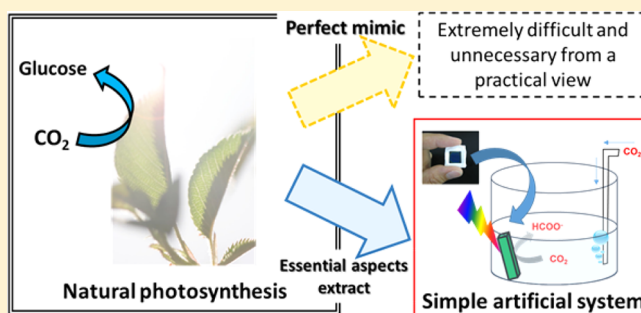 Perfect mimic
Extremely difficult and
unnecessary from a
practical view
Glucose
CO₂
CO₂
HCOO⁻
CO₂
Essential aspects
extract
Natural photosynthesis
Simple artificial system